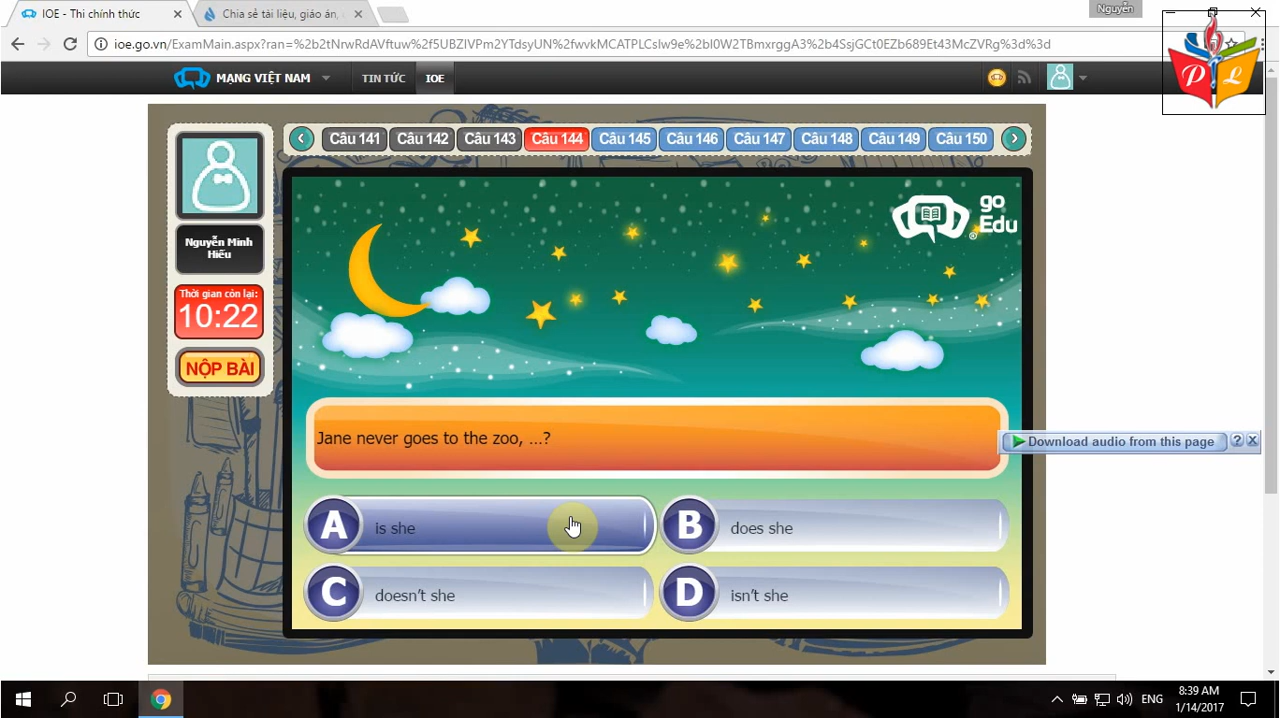 Nguyễn
IOE - Thi chính thức
Chia sẻ tài liệu, giáo án,
ioe.go.vn/ExamMain.aspx?ran=%2b2tNrwRdAVftuw%2f5UBZIVPm2YdsyUU%2fwvkMCATPLCslw9e%2bl0W2TBmxrggA3%2b4SsjGCt0EZb689Et43McZVRg%3d%3d
P L
MẠNG VIỆT NAM
TIN TỨC
IOE
Câu 141
Câu 142
Câu 143
Câu 144
Câu 145
Câu 146
Câu 147
Câu 148
Câu 149
Câu 150
go
Edu
Nguyễn Minh
Hiếu
Thời gian còn lại:
10:22
NỘP BÀI
Jane never goes to the zoo, ...?
Download audio from this page
A is she
B does she
C doesn't she
D isn't she
ENG
8:39 AM
1/14/2017